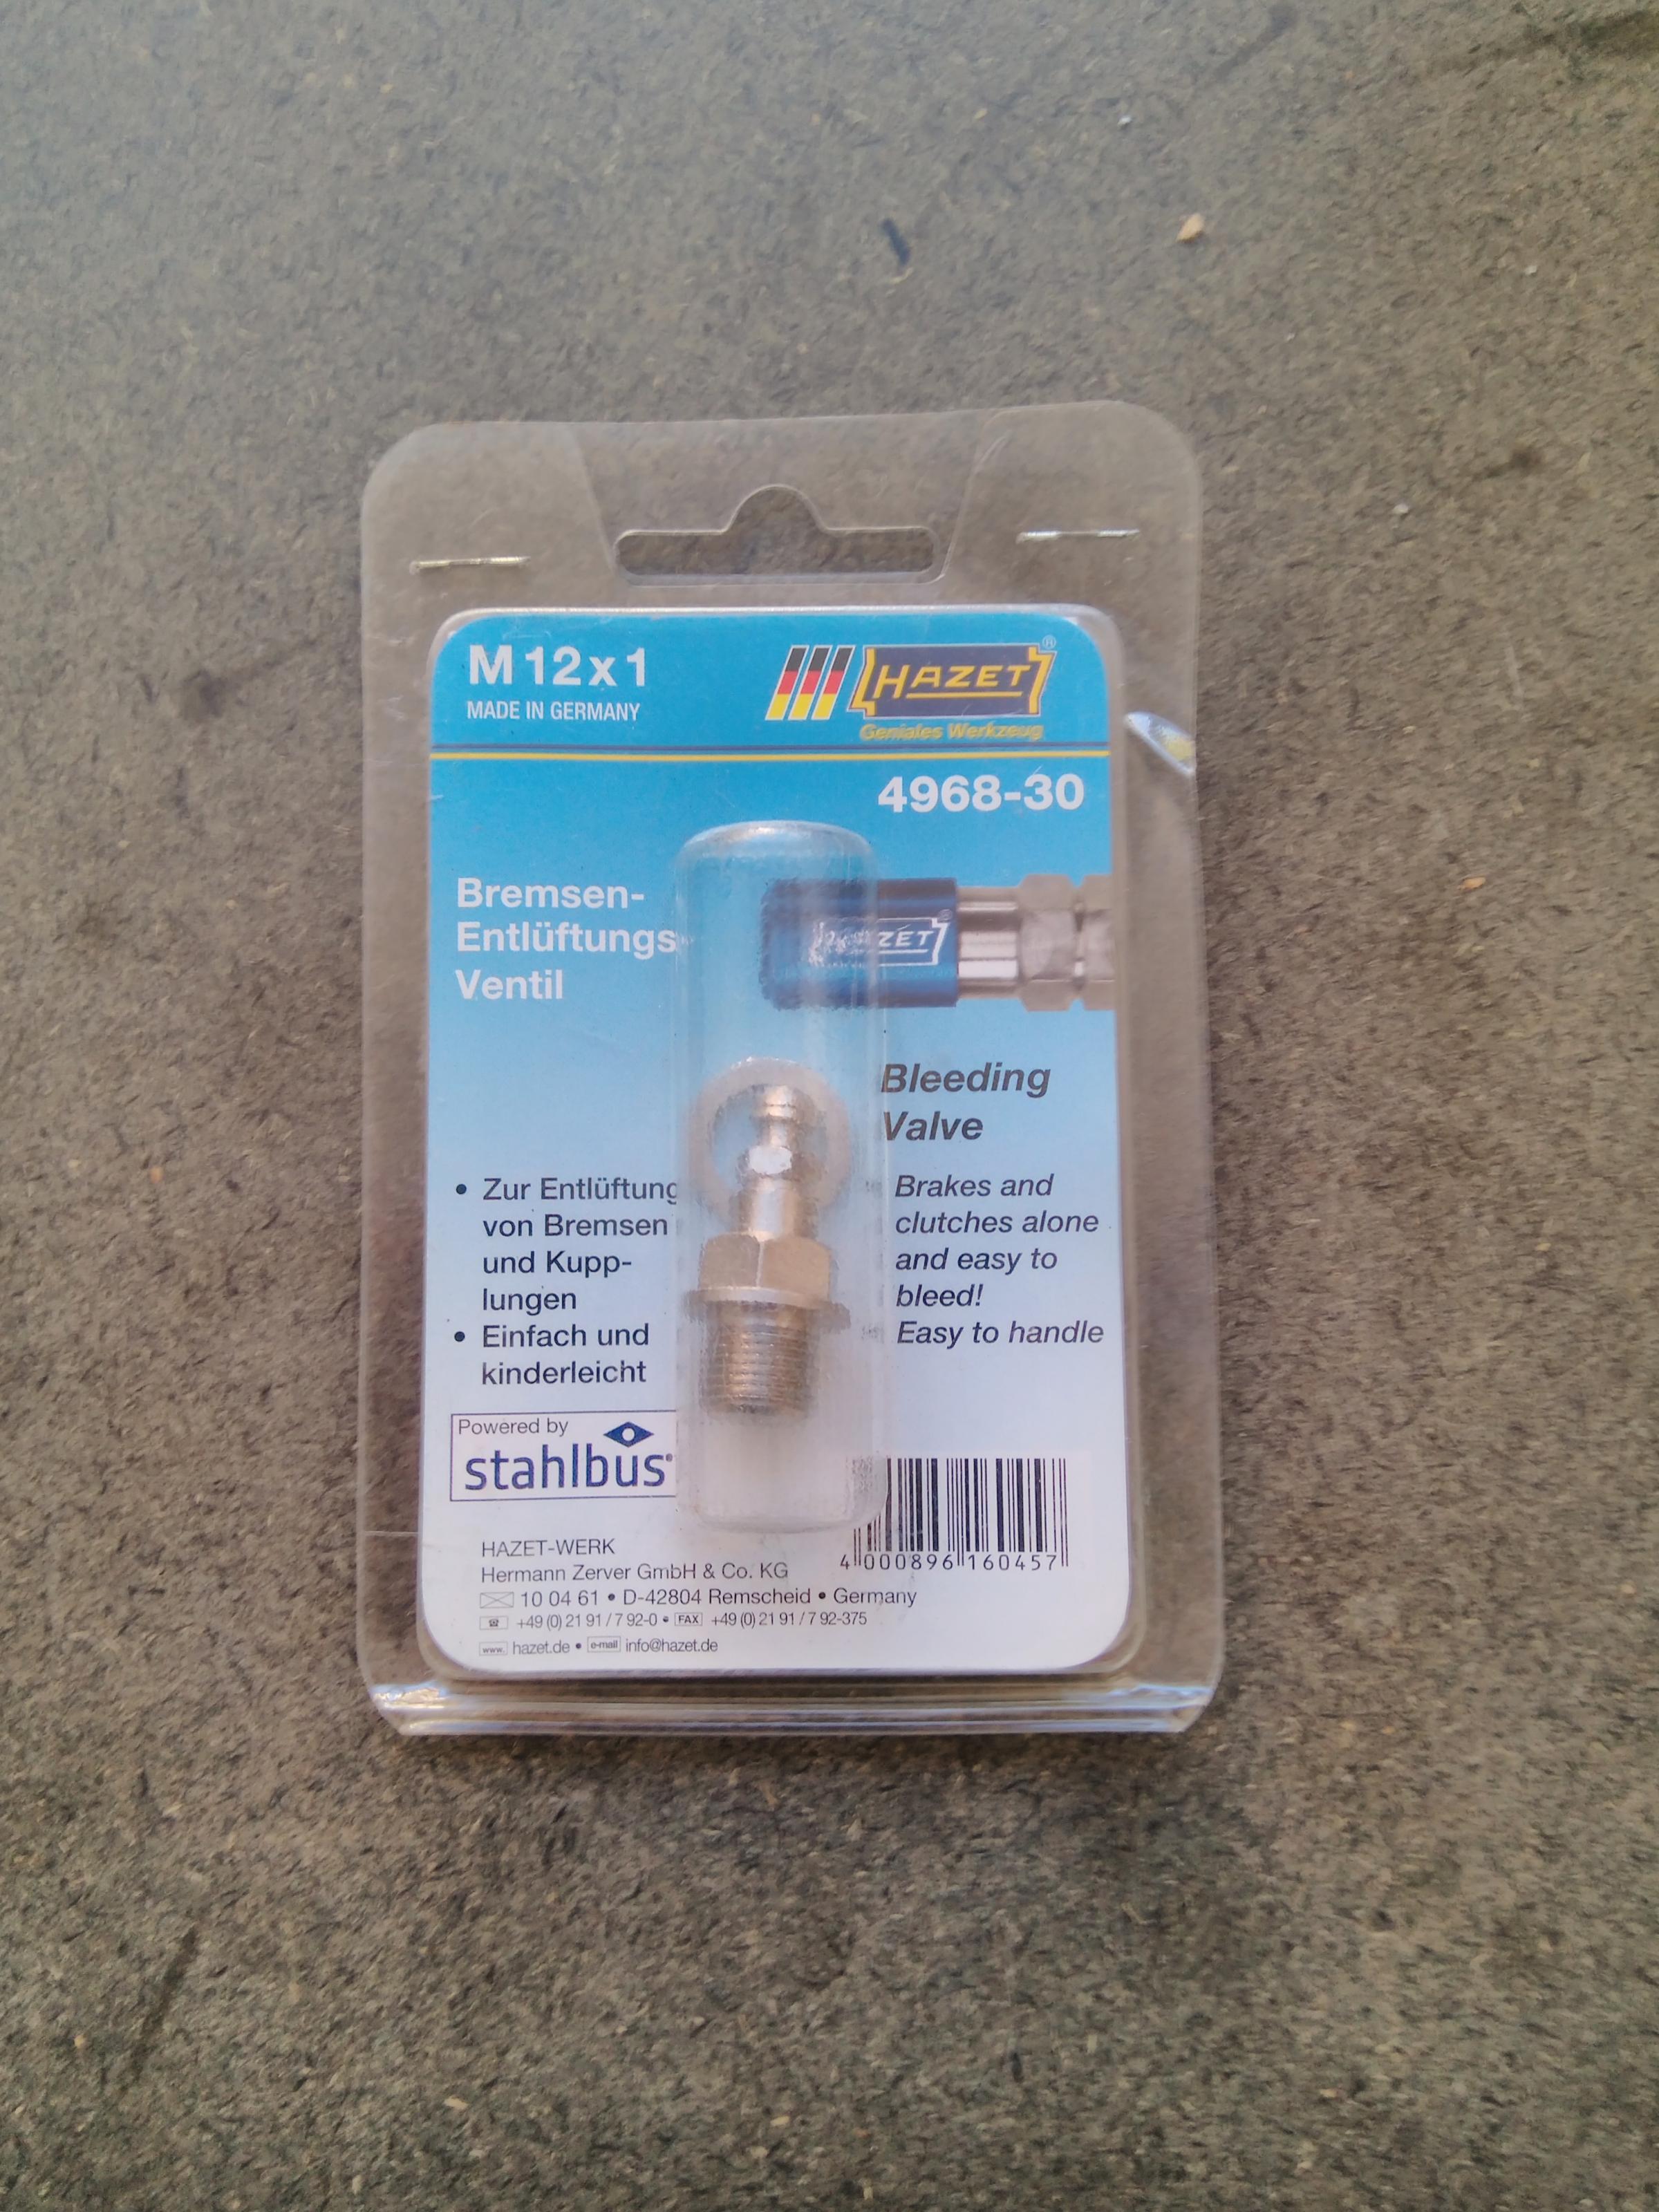 M 12 x 1
MADE IN GERMANY
HAZET®
Geniales Werkzeug
4968-30
Bremsen-
Entlüftungs
Ventil
ZET®
Bleeding
Valve
• Zur Entlüftung
von Bremsen
und Kupp-
lungen
• Einfach und
kinderleicht
Brakes and
clutches alone
and easy to
bleed!
Easy to handle
Powered by
stahlbus®
4 000896 160457
HAZET-WERK
Hermann Zerver GmbH & Co. KG
10 04 61 • D-42804 Remscheid • Germany
+49 (0) 21 91 / 7 92-0 • FAX +49 (0) 21 91 / 7 92-375
www. hazet.de • e-mail info@hazet.de